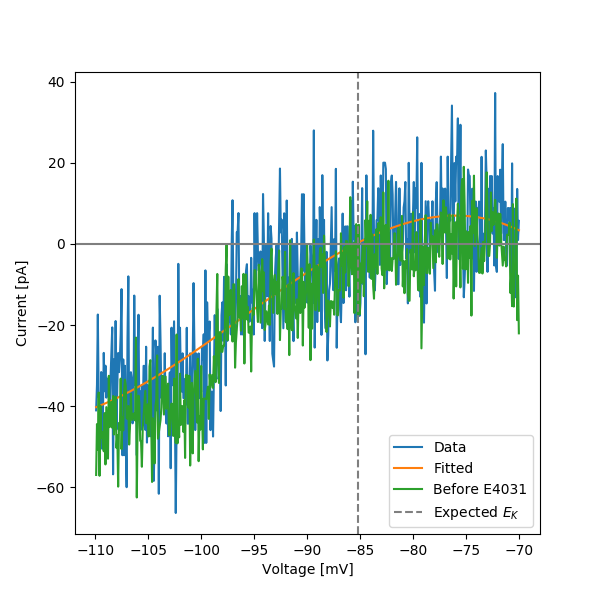 40
20
0
−20
−40
−60
Current [pA]
−110 −105 −100 −95 −90 −85 −80 −75 −70
Voltage [mV]
Data
Fitted
Before E4031
Expected E_K